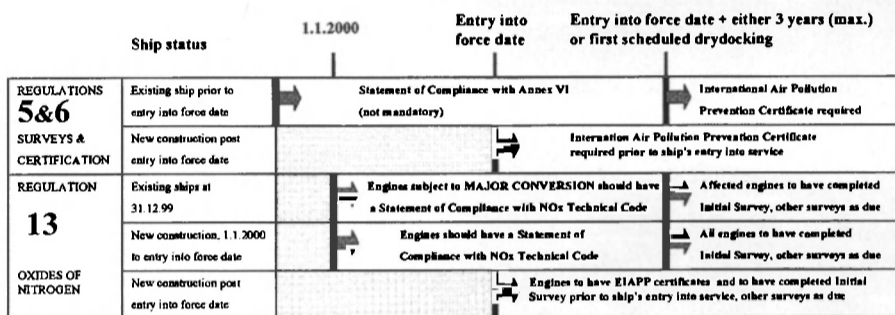 Ship status
1.1.2000
Entry into
force date
Entry into force date + either 3 years (max.)
or first scheduled drydocking
REGULATIONS
5&6
SURVEYS &
CERTIFICATION
Existing ship prior to
entry into force date
Statement of Compliance with Annex VI
(not mandatory)
International Air Pollution
Prevention Certificate required
New construction post
entry into force date
Internation Air Pollution Prevention Certificate
required prior to ship's entry into service
REGULATION
13
OXIDES OF
NITROGEN
Existing ships at
31.12.99
Engines subject to MAJOR CONVERSION should have
a Statement of Compliance with NOx Technical Code
Affected engines to have completed
Initial Survey, other surveys as due
New construction, 1.1.2000
to entry into force date
Engines should have a Statement of
Compliance with NOx Technical Code
All engines to have completed
Initial Survey, other surveys as due
New construction post
entry into force date
Engines to have EIAPP certificates and to have completed Initial
Survey prior to ship's entry into service, other surveys as due